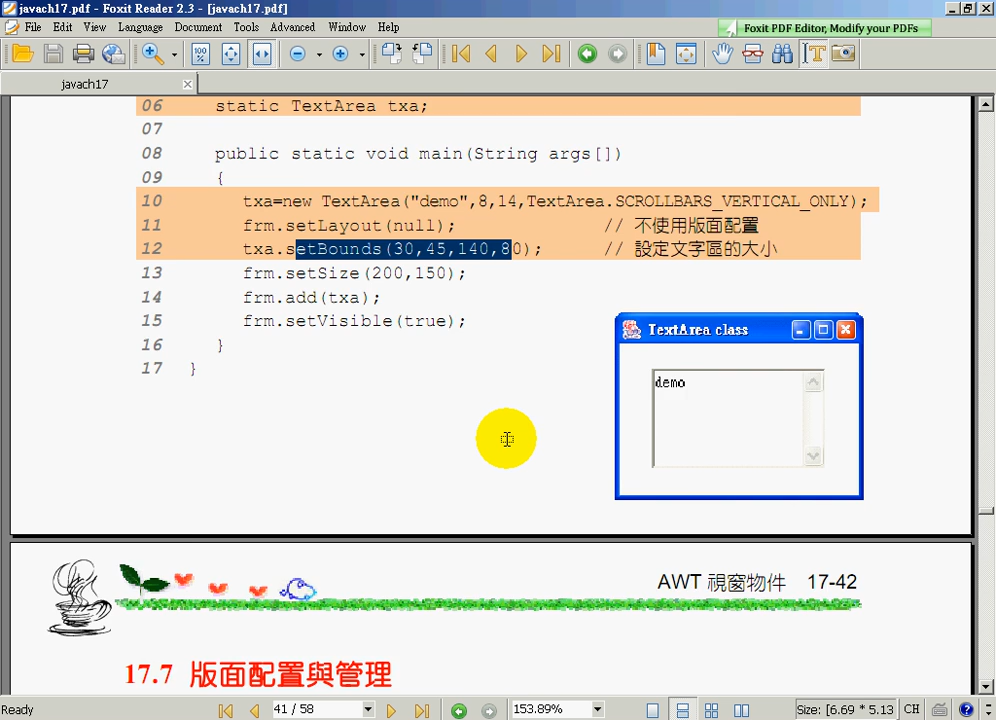 javach17.pdf - Foxit Reader 2.3 - [javach17.pdf]
File Edit View Language Document Tools Advanced Window Help
Foxit PDF Editor, Modify your PDFs
javach17
06 static TextArea txa;
07
08 public static void main(String args[])
09 {
10 txa=new TextArea("demo",8,14,TextArea.SCROLLBARS_VERTICAL_ONLY);
11 frm.setLayout(null); // 不使用版面配置
12 txa.setBounds(30,45,140,80); // 設定文字區的大小
13 frm.setSize(200,150);
14 frm.add(txa);
15 frm.setVisible(true);
16 }
17 }
TextArea class
demo
AWT 視窗物件 17-42
17.7 版面配置與管理
Ready
41 / 58
153.89%
Size: [6.69 * 5.13
CH